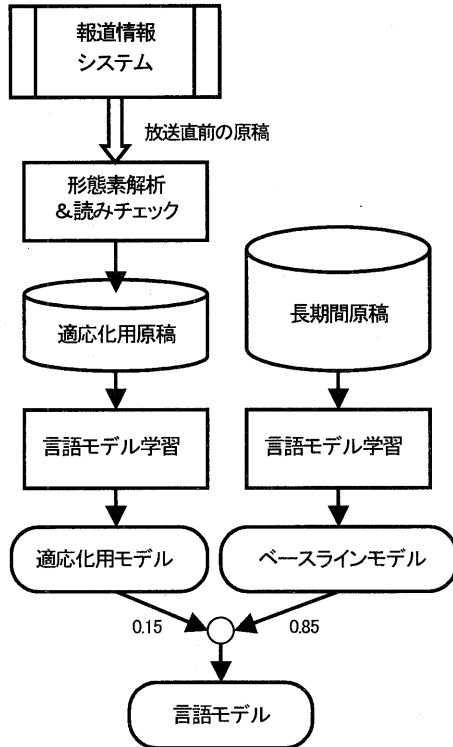 報道情報
システム
放送直前の原稿
形態素解析
&読みチェック
適応化用原稿
長期間原稿
言語モデル学習
言語モデル学習
適応化用モデル
ベースラインモデル
0.15
0.85
言語モデル